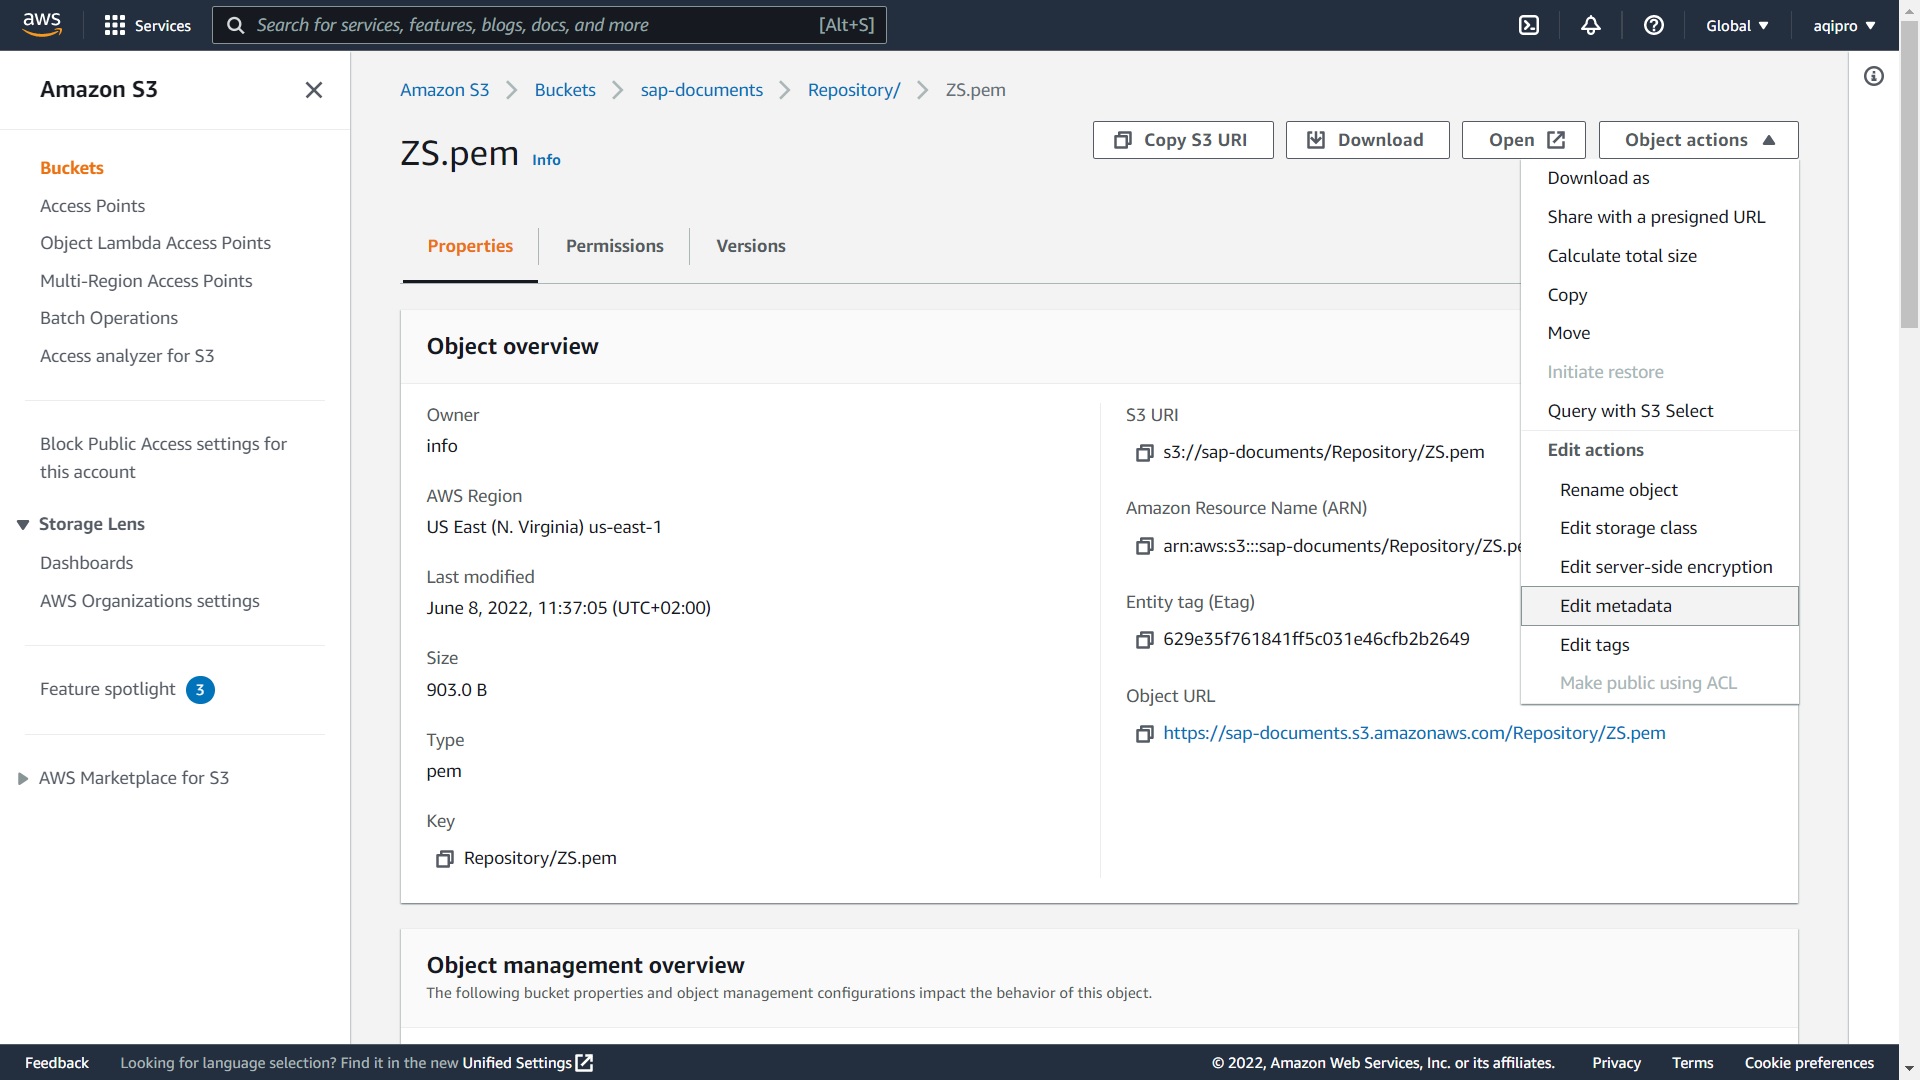 aws
Services
Search for services, features, blogs, docs, and more [Alt+S]
Global
aqipro
Amazon S3
Buckets
Access Points
Object Lambda Access Points
Multi-Region Access Points
Batch Operations
Access analyzer for S3
Block Public Access settings for
this account
Storage Lens
Dashboards
AWS Organizations settings
Feature spotlight 3
AWS Marketplace for S3
Amazon S3 Buckets sap-documents Repository/ ZS.pem
ZS.pem Info
Copy S3 URI
Download
Open
Object actions
Download as
Share with a presigned URL
Calculate total size
Copy
Move
Initiate restore
Query with S3 Select
Edit actions
Rename object
Edit storage class
Edit server-side encryption
Edit metadata
Edit tags
Make public using ACL
Properties
Permissions
Versions
Object overview
Owner
info
AWS Region
US East (N. Virginia) us-east-1
Last modified
June 8, 2022, 11:37:05 (UTC+02:00)
Size
903.0 B
Type
pem
Key
Repository/ZS.pem
S3 URI
s3://sap-documents/Repository/ZS.pem
Amazon Resource Name (ARN)
arn:aws:s3:::sap-documents/Repository/ZS.pe
Entity tag (Etag)
629e35f761841ff5c031e46cfb2b2649
Object URL
https://sap-documents.s3.amazonaws.com/Repository/ZS.pem
Object management overview
The following bucket properties and object management configurations impact the behavior of this object.
Feedback
Looking for language selection? Find it in the new Unified Settings
© 2022, Amazon Web Services, Inc. or its affiliates.
Privacy
Terms
Cookie preferences